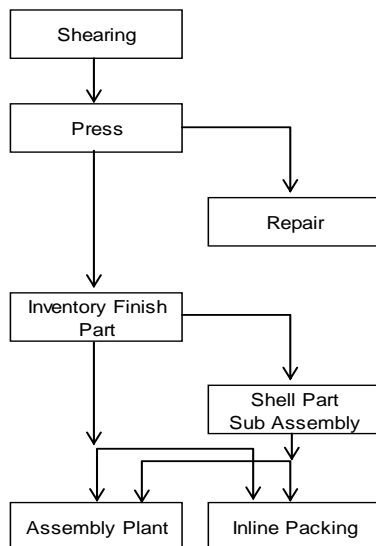 Shearing
Press
Repair
Inventory Finish
Part
Shell Part
Sub Assembly
Assembly Plant
Inline Packing